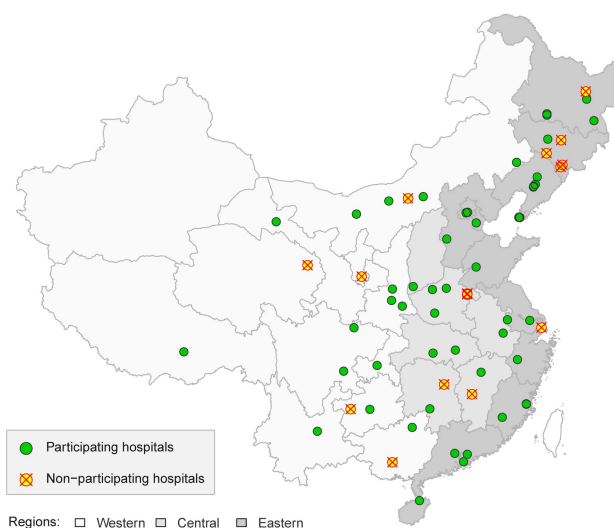 Participating hospitals
Non-participating hospitals
Regions: Western Central Eastern